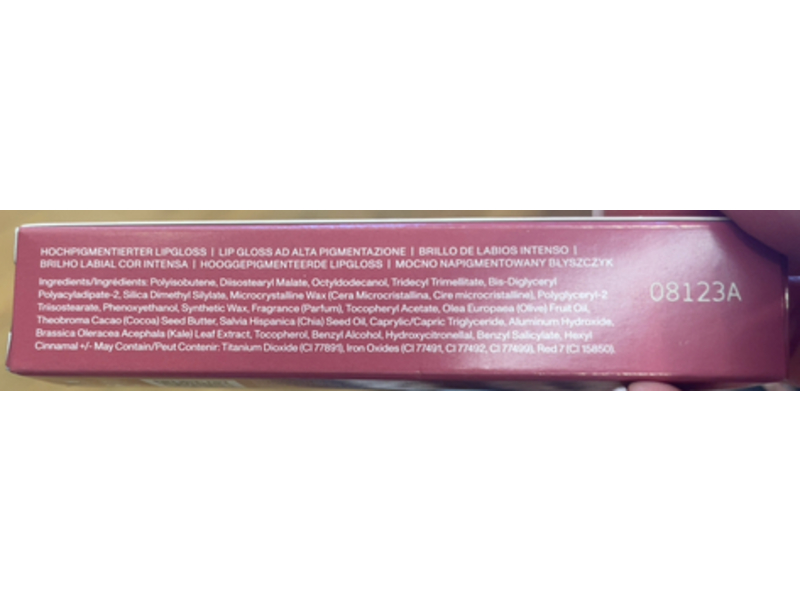 HOCHPIGMENTIERTER LIPGLOSS | LIP GLOSS AD ALTA PIGMENTAZIONE | BRILLO DE LABIOS INTENSO |
BRILHO LABIAL COR INTENSA | HOOGGEPIGMENTEERDE LIPGLOSS | MOCNO NAPIGMENTOWANY BŁYSZCZYK
Ingredients/Ingrédients: Polyisobutene, Diisostearyl Malate, Octyldodecanol, Tridecyl Trimellitate, Bis-Diglyceryl
Polyacyladipate-2, Silica Dimethyl Silylate, Microcrystalline Wax (Cera Microcristallina, Cire microcristalline), Polyglyceryl-2
Triisostearate, Phenoxyethanol, Synthetic Wax, Fragrance (Parfum), Tocopheryl Acetate, Olea Europaea (Olive) Fruit Oil,
Theobroma Cacao (Cocoa) Seed Butter, Salvia Hispanica (Chia) Seed Oil, Caprylic/Capric Triglyceride, Aluminum Hydroxide,
Brassica Oleracea Acephala (Kale) Leaf Extract, Tocopherol, Benzyl Alcohol, Hydroxycitronellal, Benzyl Salicylate, Hexyl
Cinnamal +/- May Contain/Peut Contenir: Titanium Dioxide (CI 77891), Iron Oxides (CI 77491, CI 77492, CI 77499), Red 7 (CI 15850).
08123A